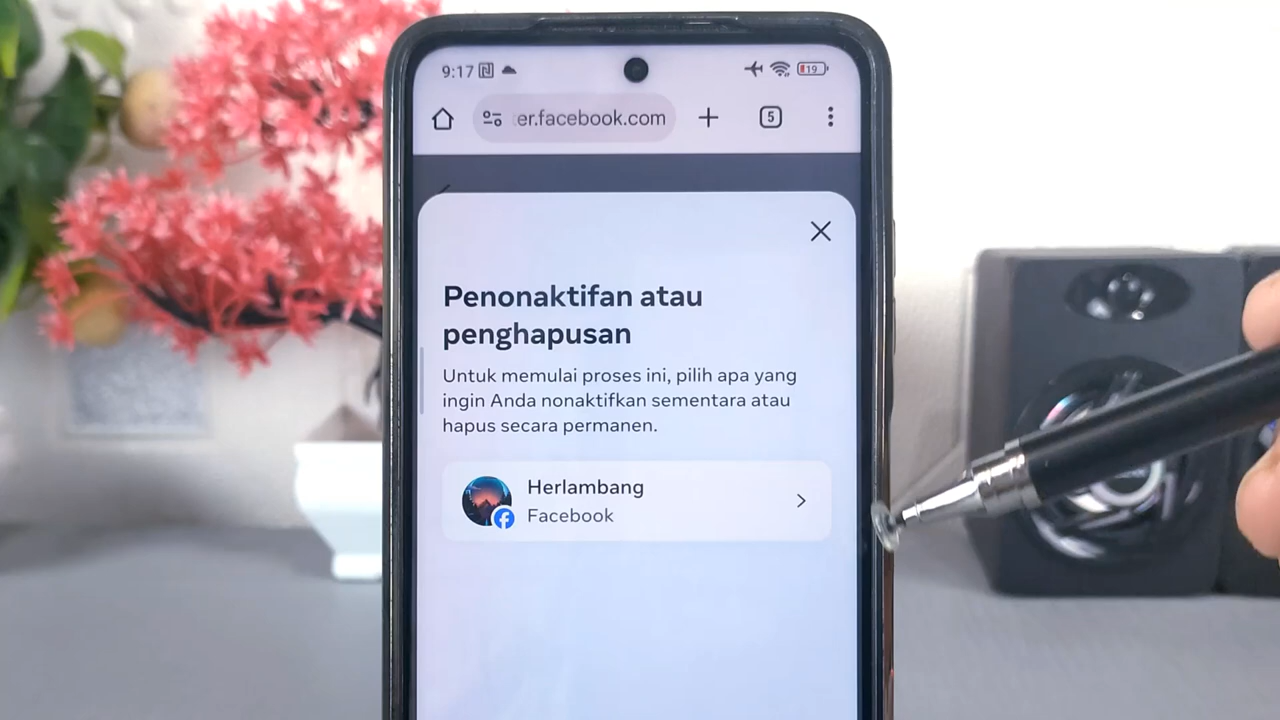 9:17
19
er.facebook.com
5
Penonaktifan atau
penghapusan
Untuk memulai proses ini, pilih apa yang
ingin Anda nonaktifkan sementara atau
hapus secara permanen.
Herlambang
Facebook